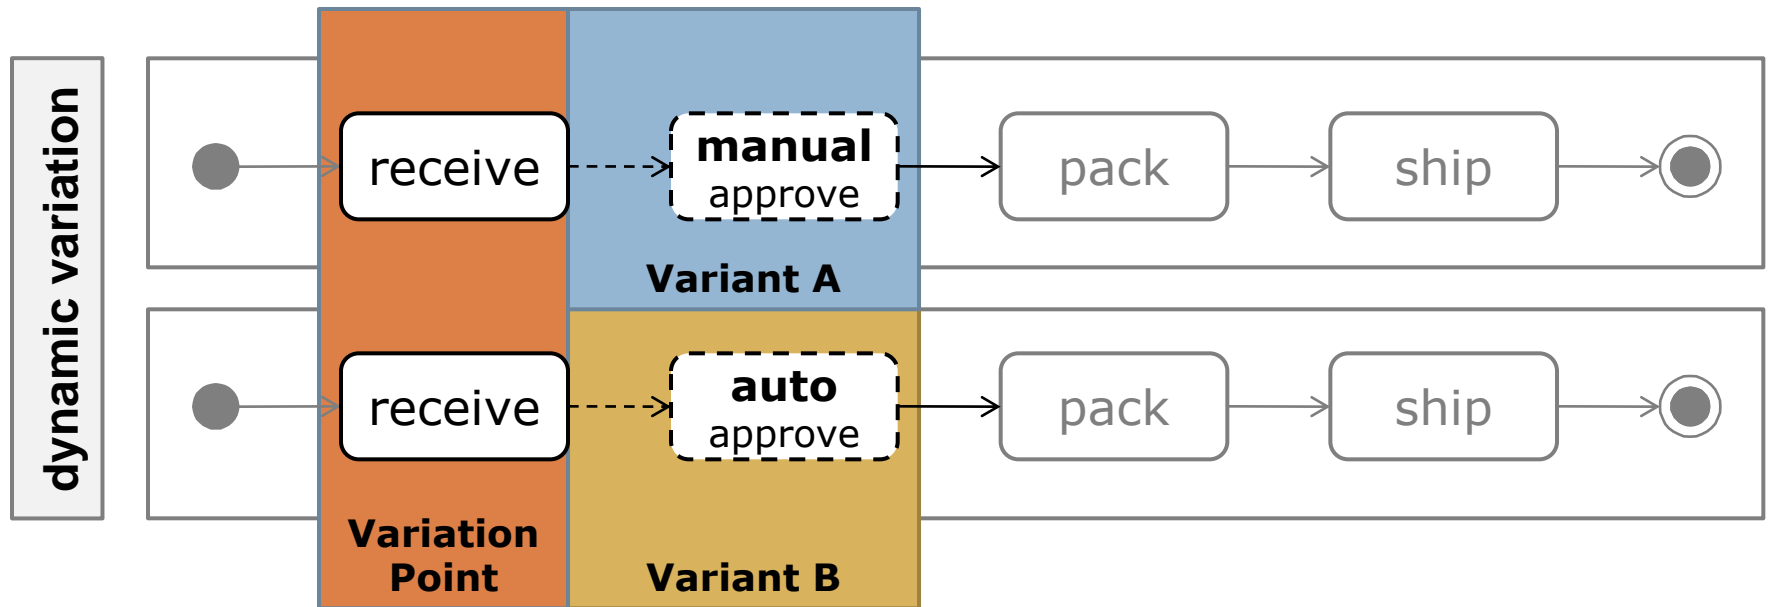 dynamic variation
receive
manual
approve
pack
ship
Variant A
receive
auto
approve
pack
ship
Variation
Point
Variant B